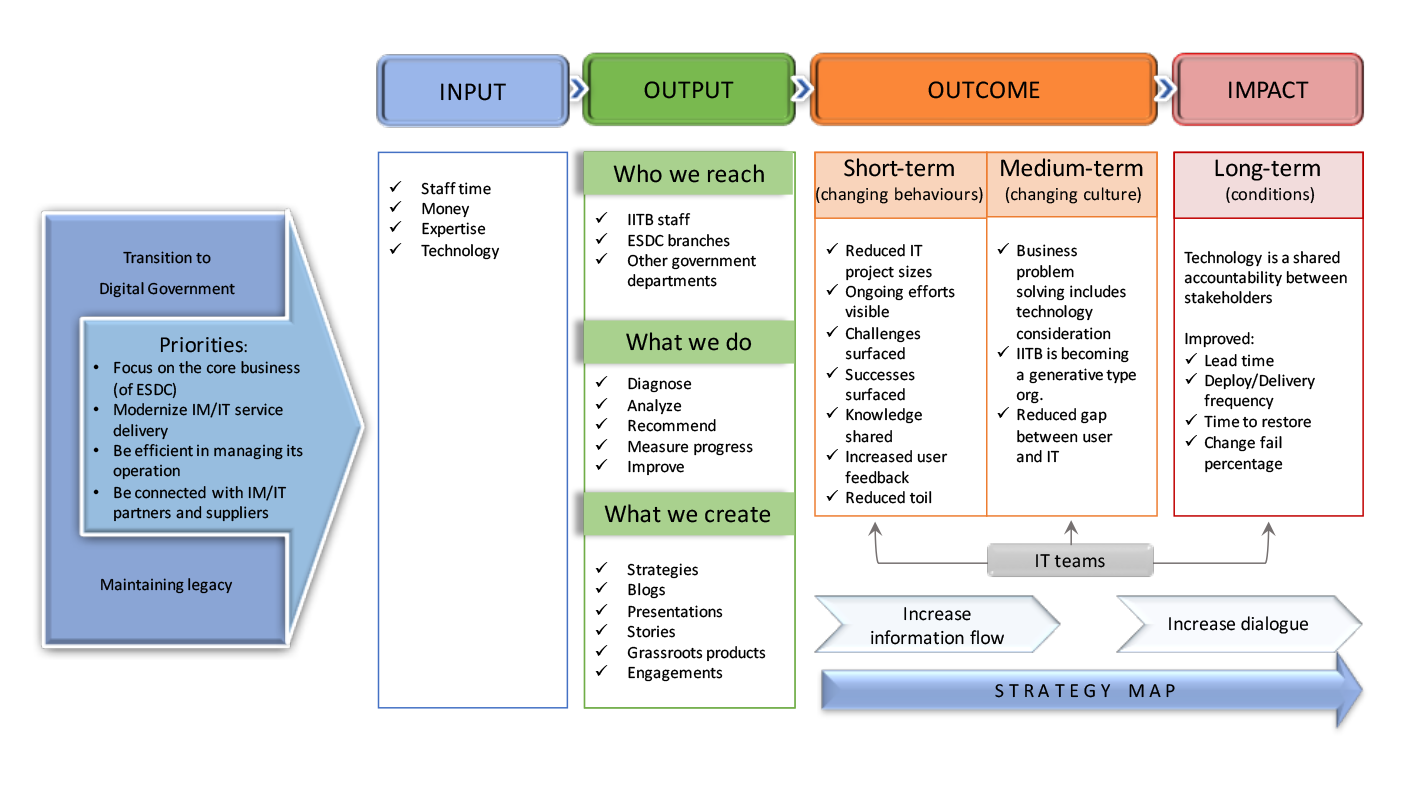 INPUT
OUTPUT
OUTCOME
IMPACT
Transition to
Digital Government
Priorities:
• Focus on the core business
(of ESDC)
• Modernize IM/IT service
delivery
• Be efficient in managing its
operation
• Be connected with IM/IT
partners and suppliers
Maintaining legacy
✓ Staff time
✓ Money
✓ Expertise
✓ Technology
Who we reach
✓ IITB staff
✓ ESDC branches
✓ Other government
departments
What we do
✓ Diagnose
✓ Analyze
✓ Recommend
✓ Measure progress
✓ Improve
What we create
✓ Strategies
✓ Blogs
✓ Presentations
✓ Stories
✓ Grassroots products
✓ Engagements
Short-term
(changing behaviours)
✓ Reduced IT
project sizes
✓ Ongoing efforts
visible
✓ Challenges
surfaced
✓ Successes
surfaced
✓ Knowledge
shared
✓ Increased user
feedback
✓ Reduced toil
Medium-term
(changing culture)
✓ Business
problem
solving includes
technology
consideration
✓ IITB is becoming
a generative type
org.
✓ Reduced gap
between user
and IT
Long-term
(conditions)
Technology is a shared
accountability between
stakeholders
Improved:
✓ Lead time
✓ Deploy/Delivery
frequency
✓ Time to restore
✓ Change fail
percentage
IT teams
Increase
information flow
Increase dialogue
STRATEGY MAP